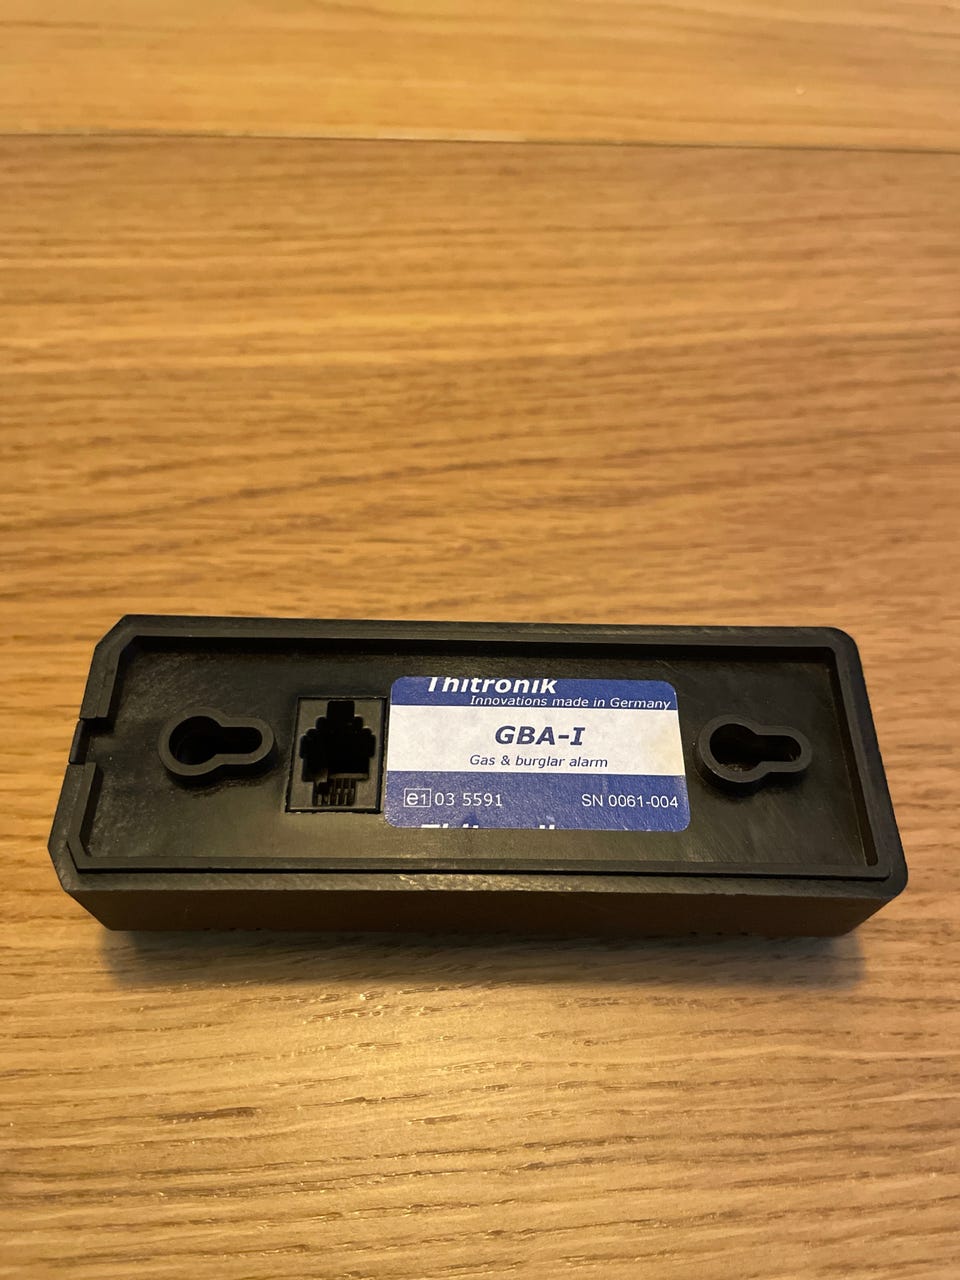 Thitronik
Innovations made in Germany
GBA-I
Gas & burglar alarm
e1 03 5591 SN 0061-004